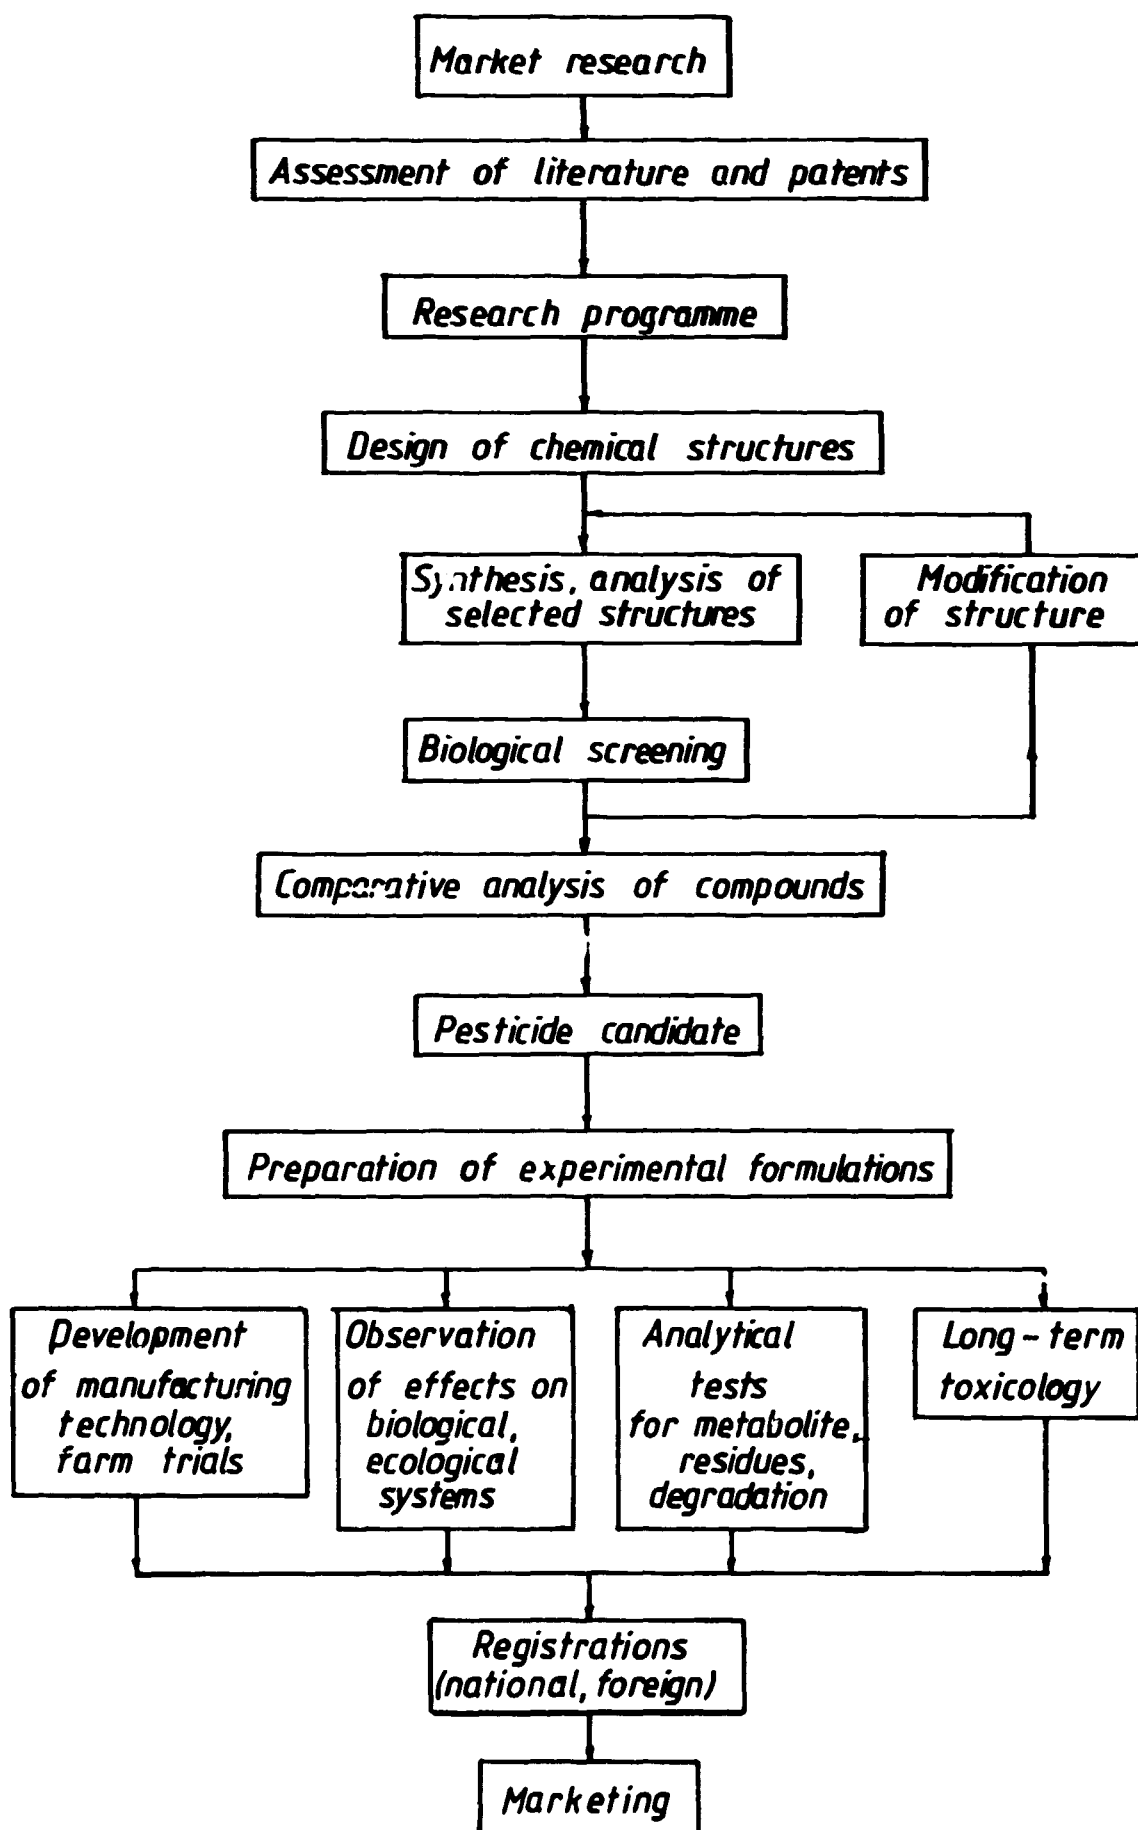 Market research
Assessment of literature and patents
Research programme
Design of chemical structures
Synthesis, analysis of
selected structures
Modification
of structure
Biological screening
Comparative analysis of compounds
Pesticide candidate
Preparation of experimental formulations
Development
of manufacturing
technology,
farm trials
Observation
of effects on
biological,
ecological
systems
Analytical
tests
for metabolite,
residues,
degradation
Long-term
toxicology
Registrations
(national, foreign)
Marketing